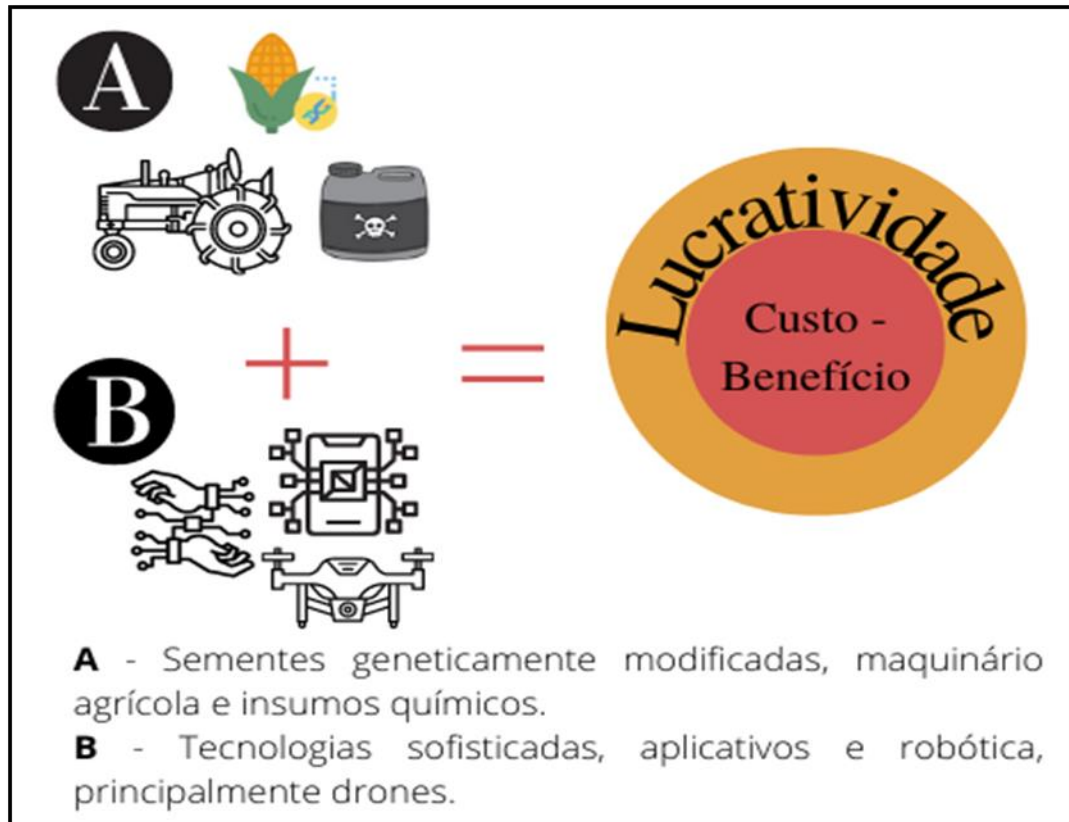 A
B
Lucratividade
Custo -
Benefício
A - Sementes geneticamente modificadas, maquinário
agrícola e insumos químicos.
B - Tecnologias sofisticadas, aplicativos e robótica,
principalmente drones.